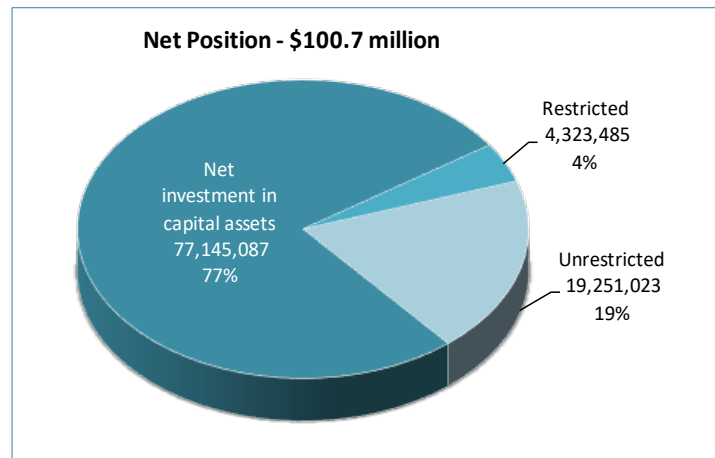 Net Position - $100.7 million
Restricted
4,323,485
4%
Net
investment in
capital assets
77,145,087
77%
Unrestricted
19,251,023
19%